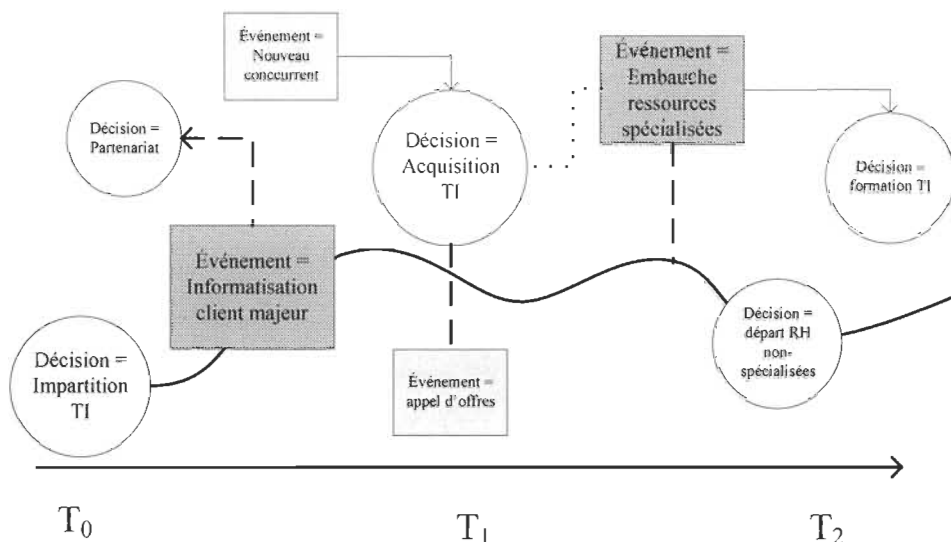 Événement =
Nouveau
conccurrent
Événement =
Embauche
ressources
spécialisées
Décision =
Partenariat
Décision =
Acquisition
TI
Décision =
formation TI
Événement =
Informatisation
client majeur
Décision =
Impartition
TI
Événement =
appel d'offres
Décision =
départ RH
non-
spécialisées
T0
T1
T2